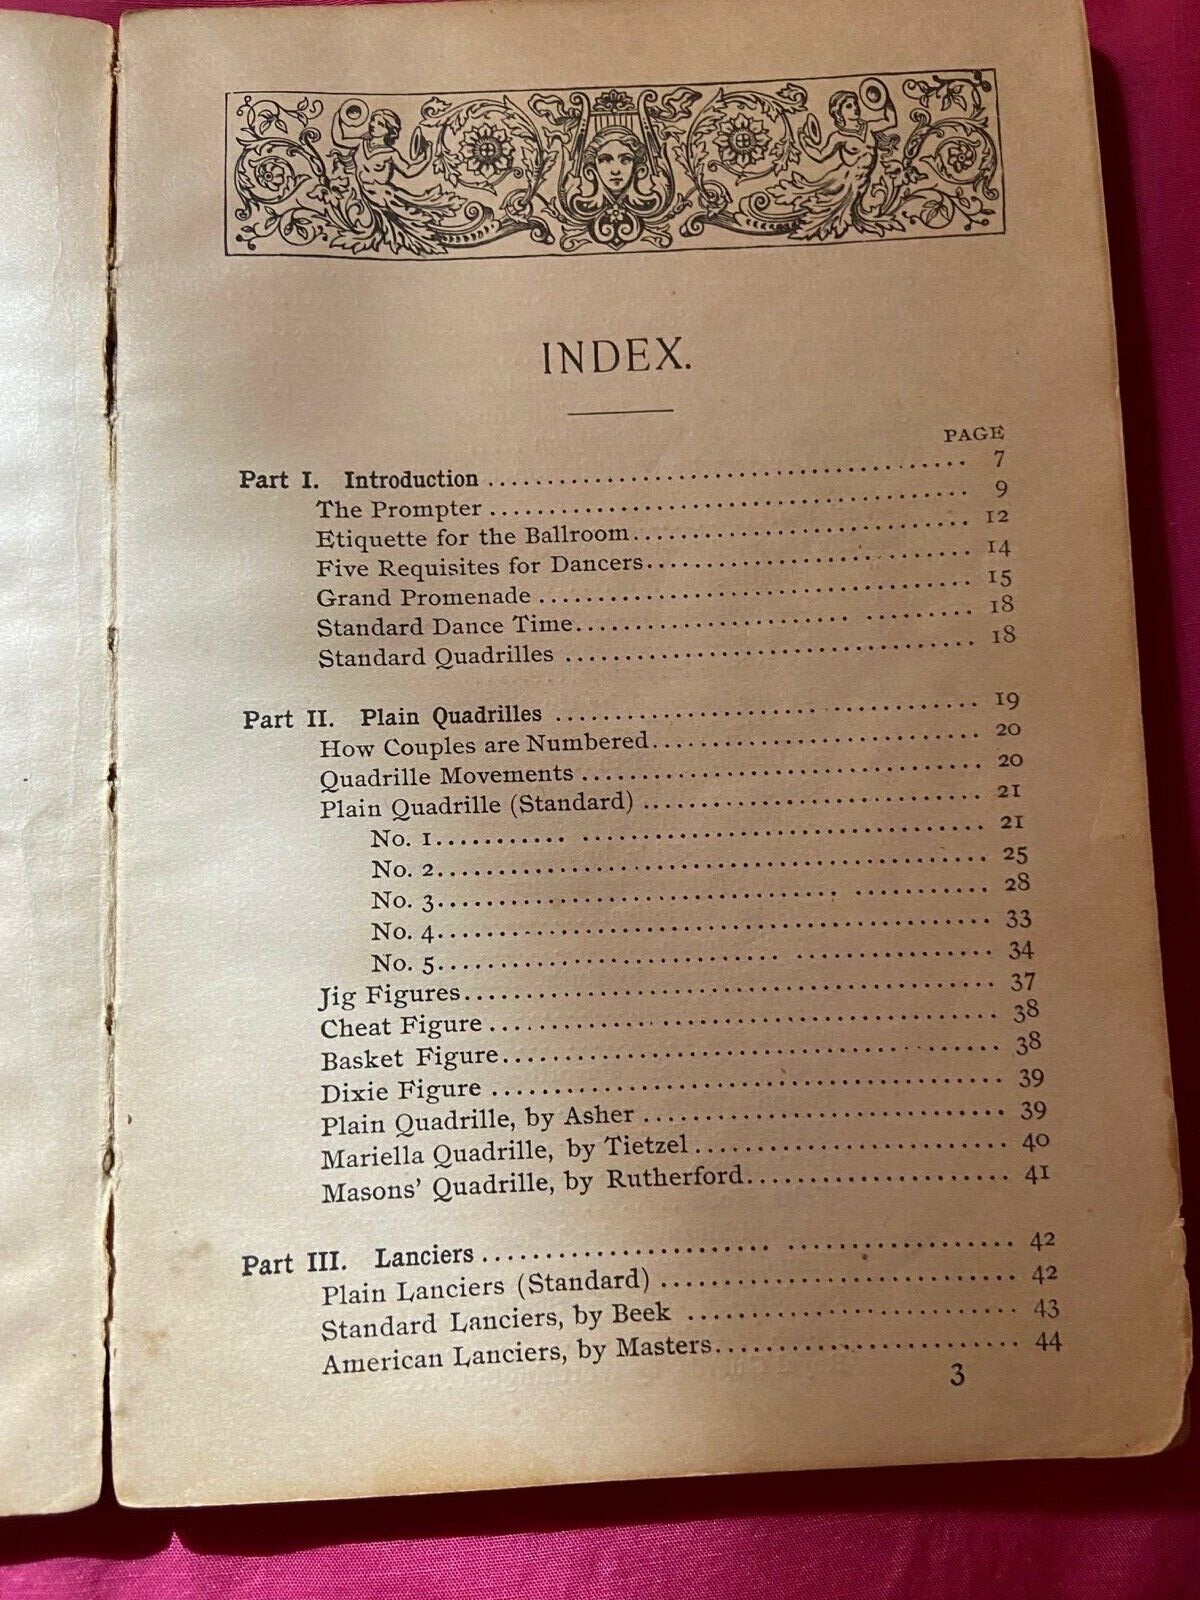 INDEX.
PAGE
Part I. Introduction ........................................ 7
The Prompter ........................................ 9
Etiquette for the Ballroom........................................ 12
Five Requisites for Dancers........................................ 14
Grand Promenade ........................................ 15
Standard Dance Time........................................ 18
Standard Quadrilles ........................................ 18
Part II. Plain Quadrilles ........................................ 19
How Couples are Numbered........................................ 20
Quadrille Movements ........................................ 20
Plain Quadrille (Standard) ........................................ 21
No. 1........................................ 21
No. 2........................................ 25
No. 3........................................ 28
No. 4........................................ 33
No. 5........................................ 34
Jig Figures........................................ 37
Cheat Figure ........................................ 38
Basket Figure........................................ 38
Dixie Figure ........................................ 39
Plain Quadrille, by Asher ........................................ 39
Mariella Quadrille, by Tietzel........................................ 40
Masons' Quadrille, by Rutherford........................................ 41
Part III. Lanciers ........................................ 42
Plain Lanciers (Standard) ........................................ 42
Standard Lanciers, by Beek ........................................ 43
American Lanciers, by Masters........................................ 44
3